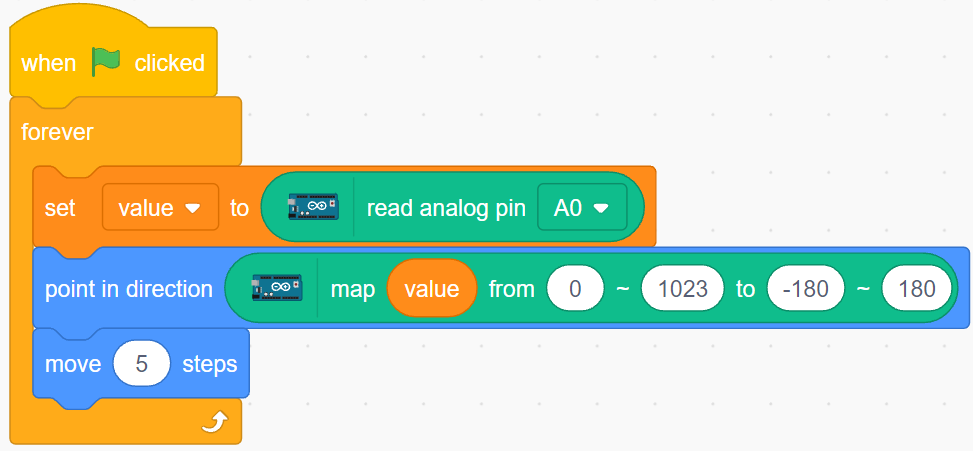 when clicked
forever
set value to read analog pin A0
point in direction map value from 0 ~ 1023 to -180 ~ 180
move 5 steps